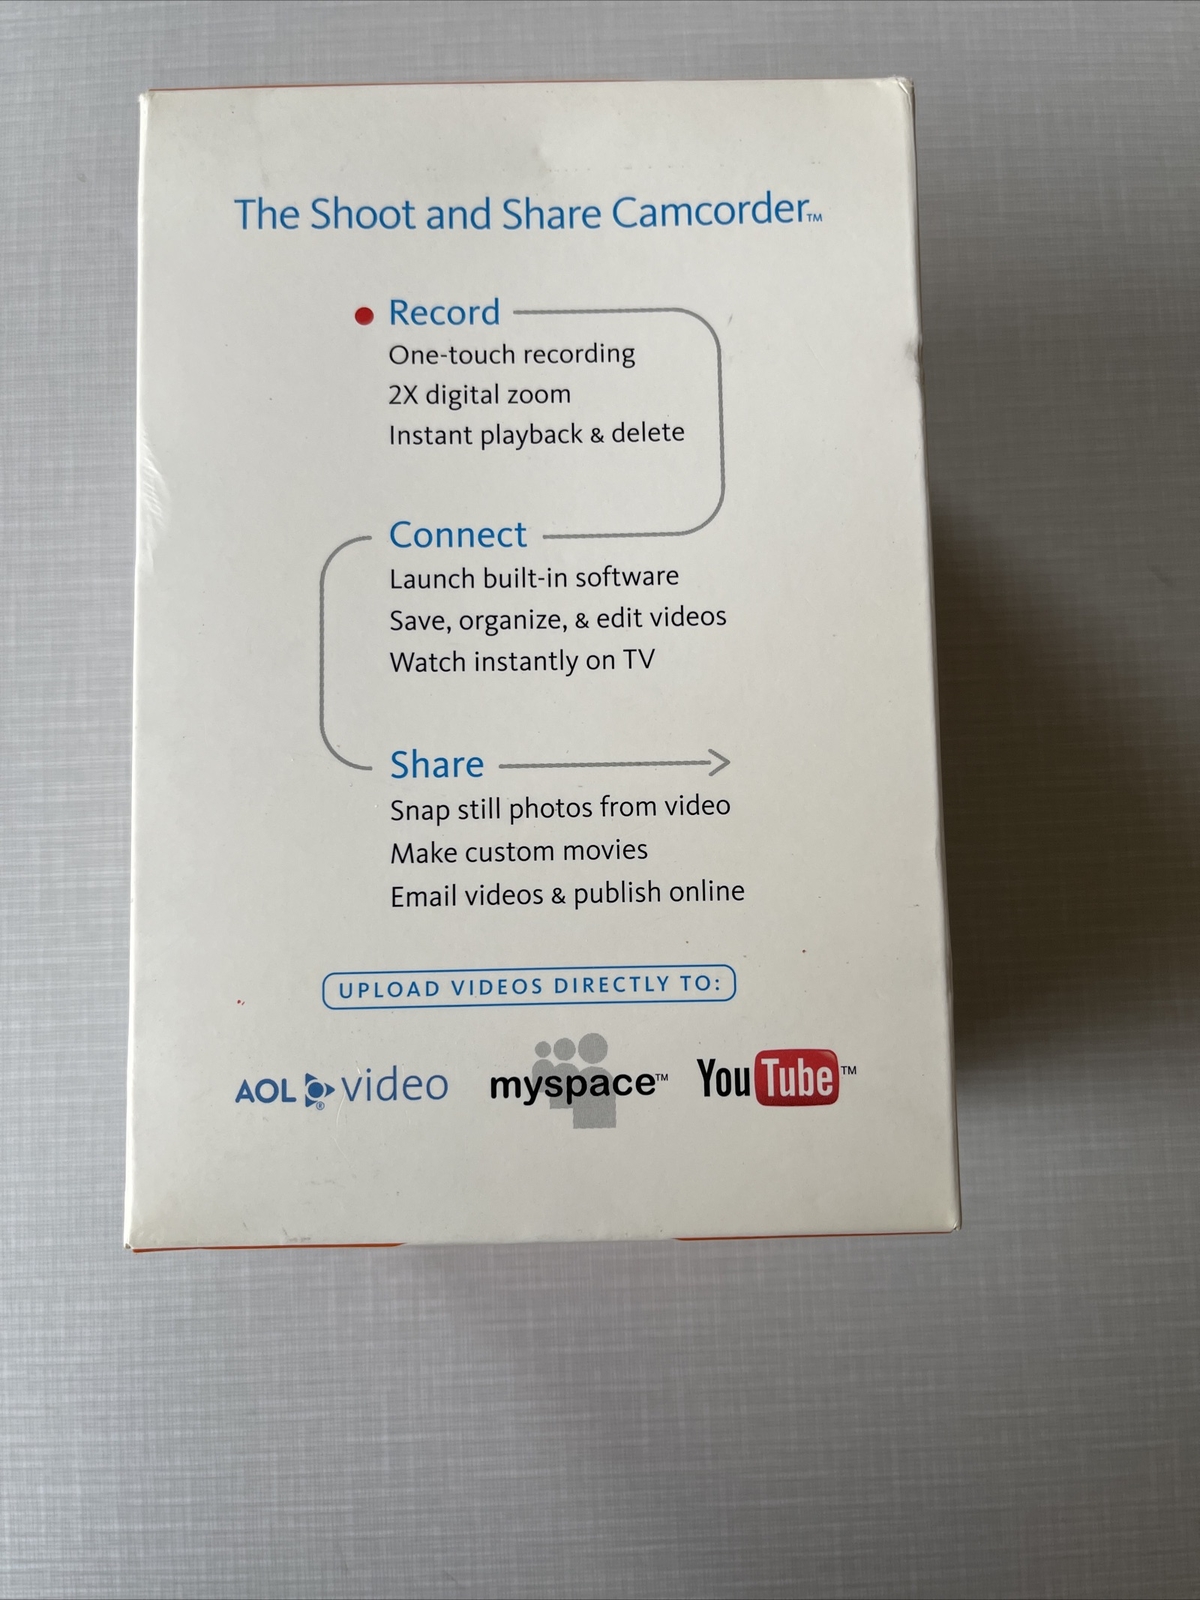 The Shoot and Share Camcorder™
Record
One-touch recording
2X digital zoom
Instant playback & delete
Connect
Launch built-in software
Save, organize, & edit videos
Watch instantly on TV
Share
Snap still photos from video
Make custom movies
Email videos & publish online
UPLOAD VIDEOS DIRECTLY TO:
AOL ® video myspace™ YouTube™